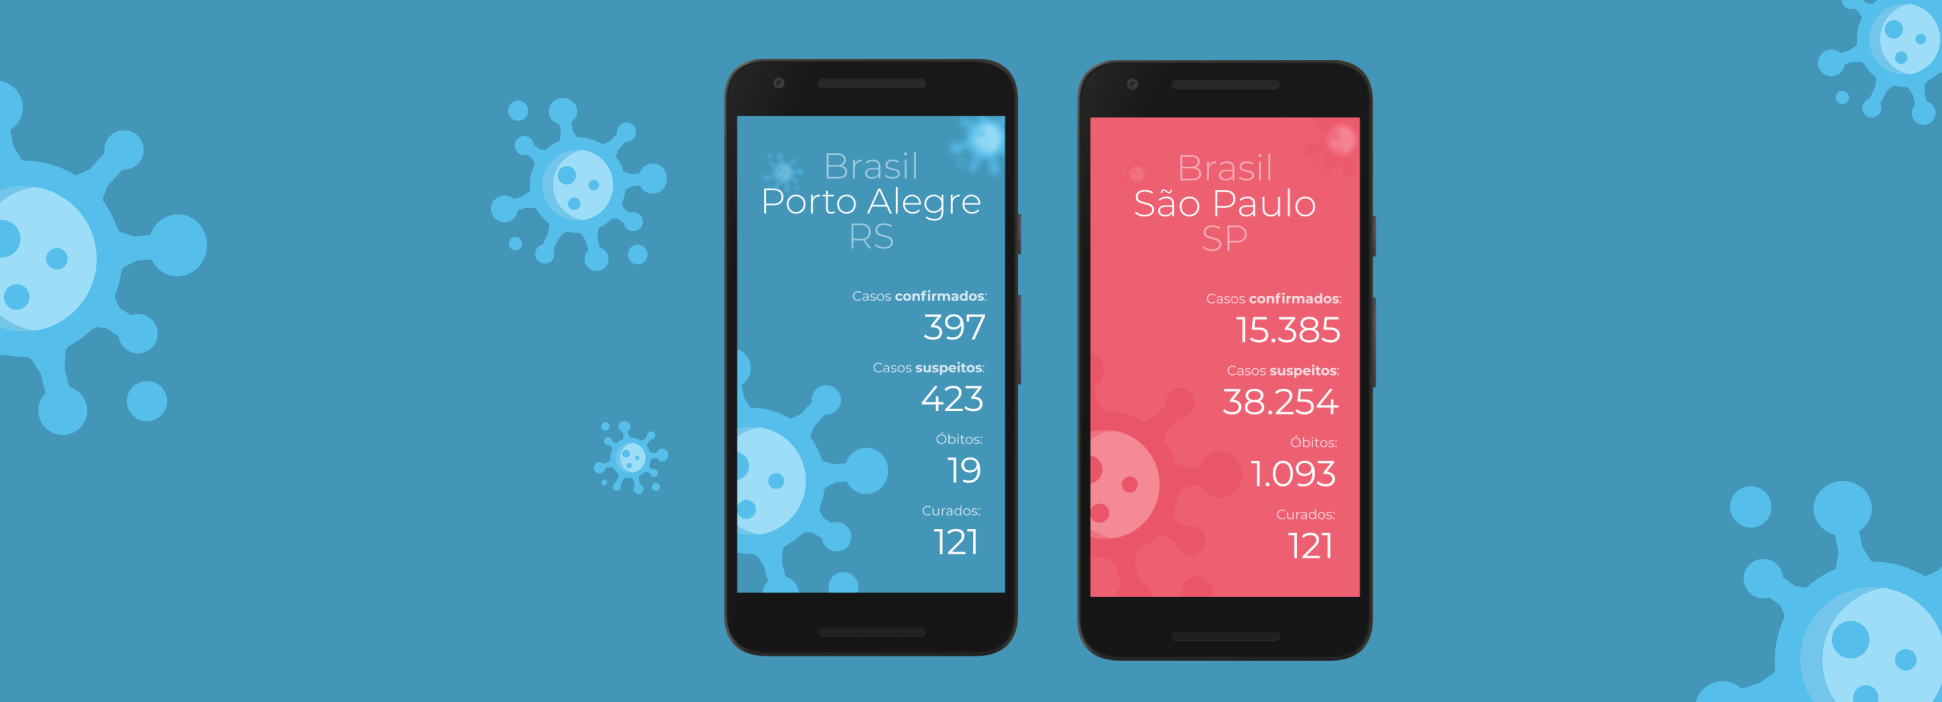 Brasil
Porto Alegre
RS
Casos confirmados:
397
Casos suspeitos:
423
Óbitos:
19
Curados:
121
Brasil
São Paulo
SP
Casos confirmados:
15.385
Casos suspeitos:
38.254
Óbitos:
1.093
Curados:
121